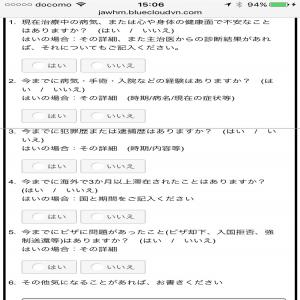 docomo 15:06 94%
jawhm.bluecloudvn.com
1. 現在治療中の病気、または心や身体の健康面で不安なこ
とはありますか? (はい / いいえ)
はいの場合：その詳細、また主治医からの診断結果があれ
ば、それについてもご記入ください。
はい いいえ
2. 今までに病気・手術・入院などの経験はありますか? (は
い / いいえ)
はいの場合：その詳細 (時期/病名/現在の症状等)
はい いいえ
3. 今までに犯罪歴または逮捕歴はありますか? (はい / い
いえ)
はいの場合：その詳細 (時期/内容等)
はい いいえ
4. 今までに海外で3か月以上滞在されたことはありますか?
(はい / いいえ)
はいの場合：国と期間をご記入ください
はい いいえ
5. 今までにビザに問題があったこと(ビザ却下、入国拒否、強
制送還等)はありますか? (はい / いいえ)
はいの場合：その詳細
はい いいえ
6. その他気になることがあれば、お書きください